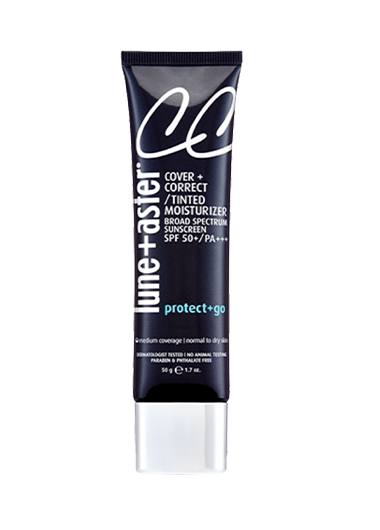 CC
lune+aster
COVER +
CORRECT
/TINTED
MOISTURIZER
BROAD SPECTRUM
SUNSCREEN
SPF 50+/PA+++
protect+go
medium coverage | normal to dry skin
DERMATOLOGIST TESTED | NO ANIMAL TESTING
PARABEN & PHTHALATE FREE
50 g ℮ 1.7 oz.